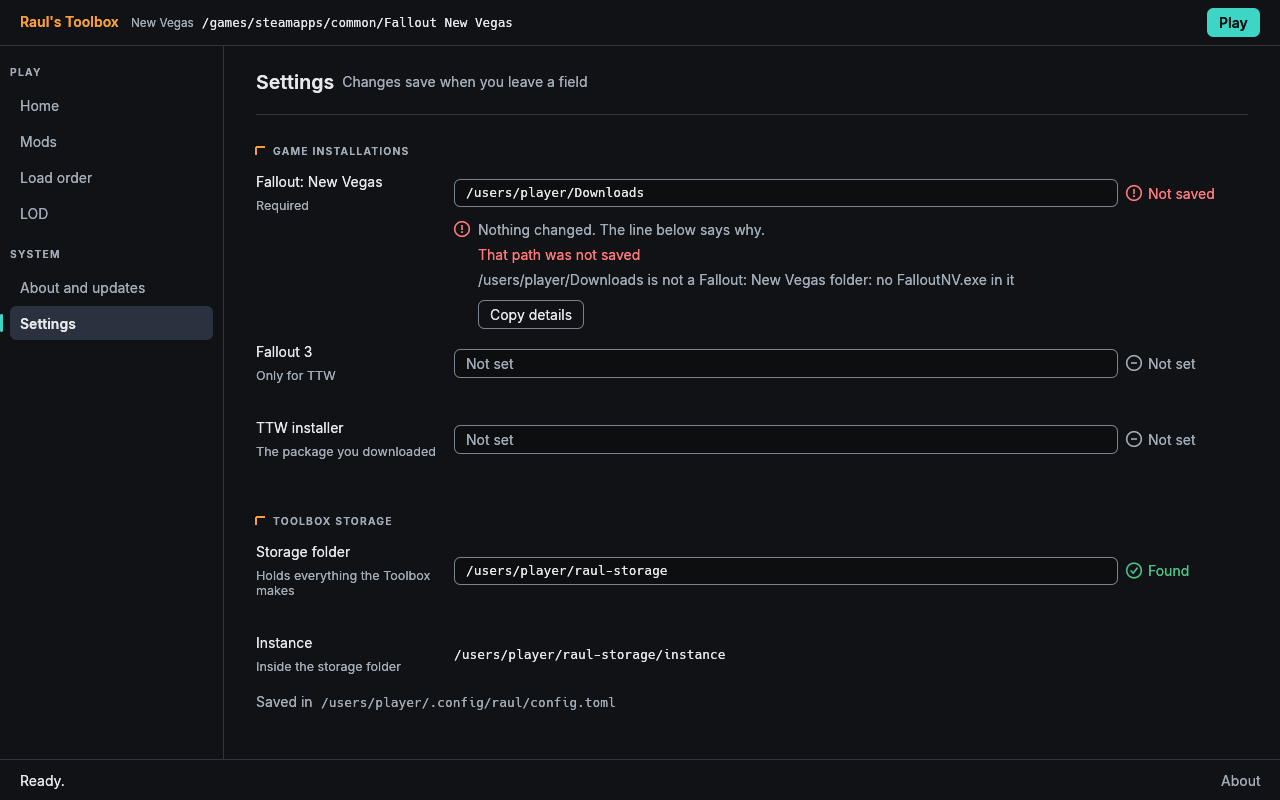 Raul's Toolbox New Vegas /games/steamapps/common/Fallout New Vegas Play
PLAY
Home
Mods
Load order
LOD
SYSTEM
About and updates
Settings
Settings Changes save when you leave a field
GAME INSTALLATIONS
Fallout: New Vegas
Required
/users/player/Downloads
Not saved
Nothing changed. The line below says why.
That path was not saved
/users/player/Downloads is not a Fallout: New Vegas folder: no FalloutNV.exe in it
Copy details
Fallout 3
Only for TTW
Not set
Not set
TTW installer
The package you downloaded
Not set
Not set
TOOLBOX STORAGE
Storage folder
Holds everything the Toolbox
makes
/users/player/raul-storage
Found
Instance
Inside the storage folder
/users/player/raul-storage/instance
Saved in /users/player/.config/raul/config.toml
Ready.
About